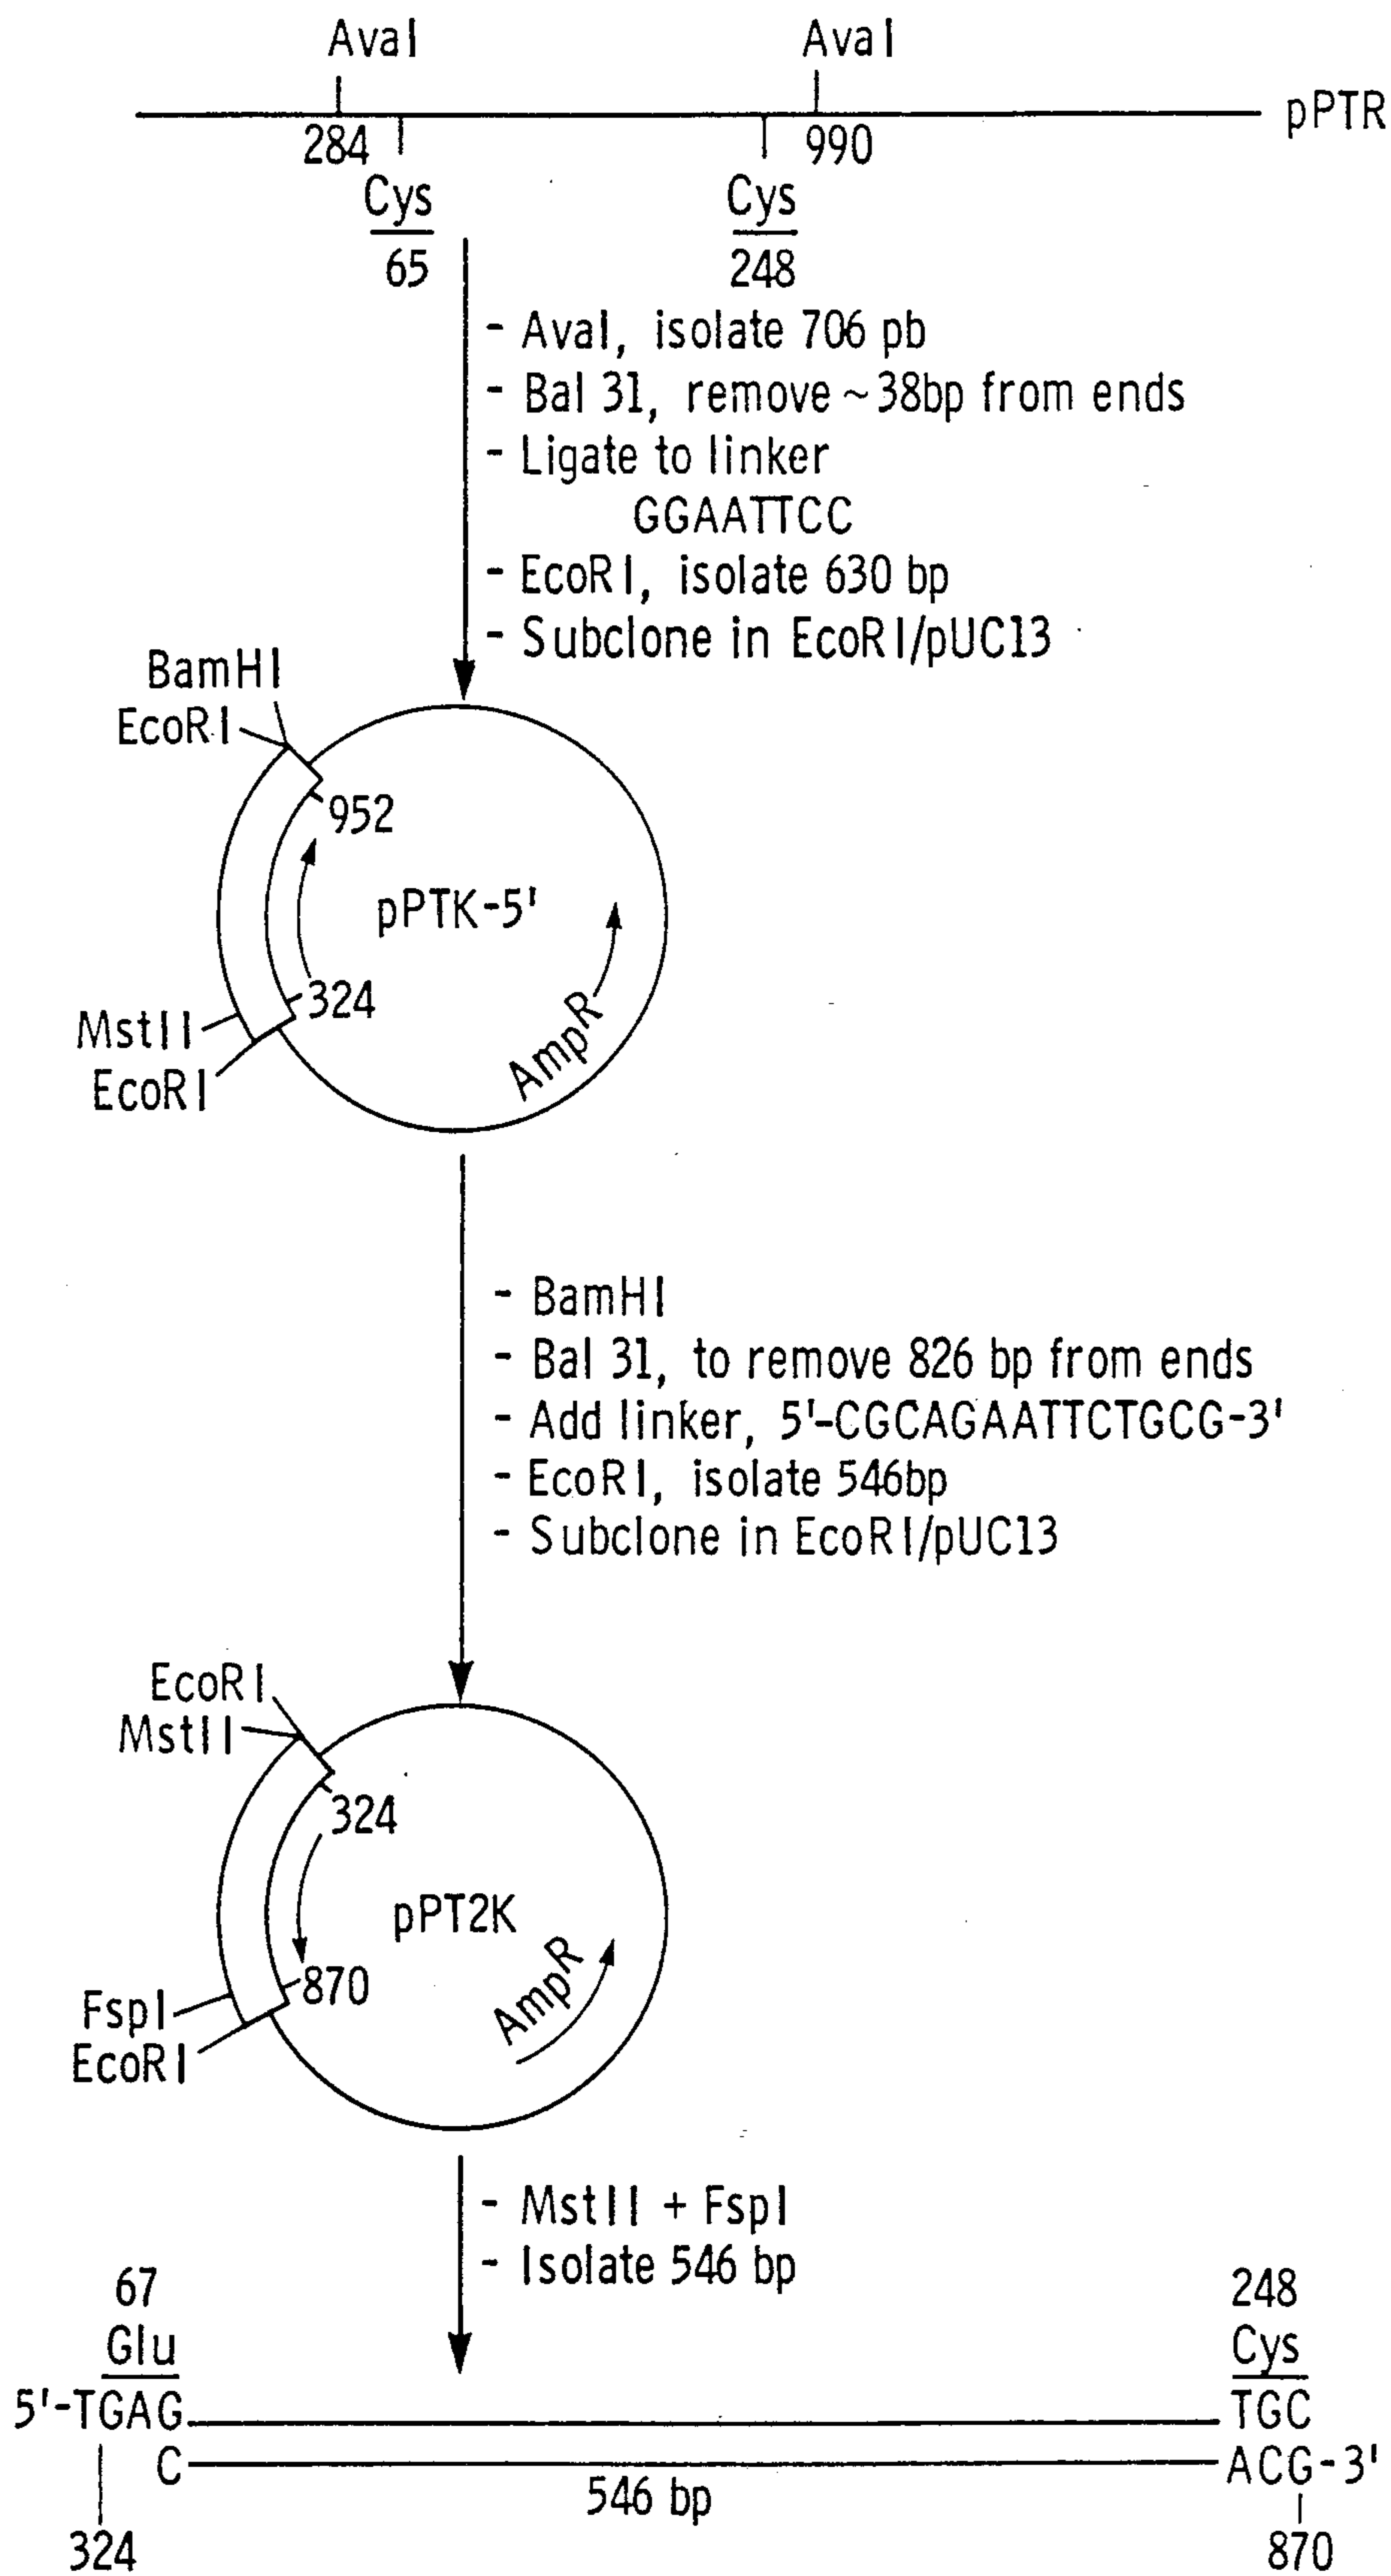 AvaI AvaI
pPTR
284 990
Cys Cys
65 248
- AvaI, isolate 706 pb
- Bal 31, remove ~38bp from ends
- Ligate to linker
GGAATTCC
- EcoRI, isolate 630 bp
- Subclone in EcoRI/pUC13
BamHI
EcoRI
952
pPTK-5'
324
MstII
EcoRI
AmpR
- BamHI
- Bal 31, to remove 826 bp from ends
- Add linker, 5'-CGCAGAATTCTGCG-3'
- EcoRI, isolate 546bp
- Subclone in EcoRI/pUC13
EcoRI
MstII
324
pPT2K
870
FspI
EcoRI
AmpR
- MstII + FspI
- Isolate 546 bp
67 248
Glu Cys
5'-TGAG TGC
C ACG-3'
546 bp
324 870